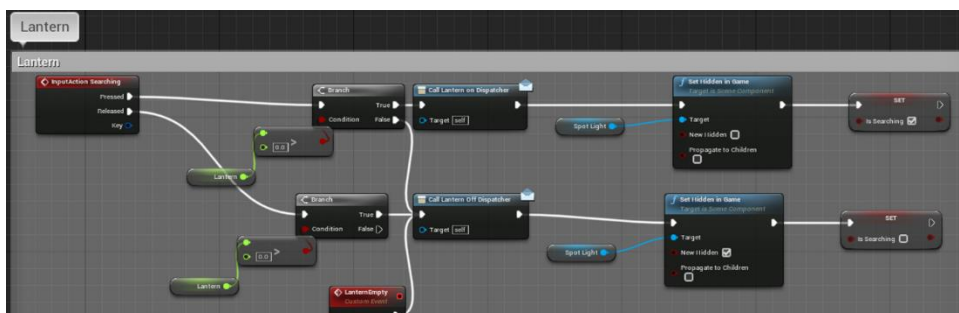 Lantern
Lantern
InputAction Searching
Pressed
Released
Key
Branch
True
Condition
False
Call Lantern on Dispatcher
Target self
Spot Light
Set Hidden in Game
Target is Scene Component
Target
New Hidden
Propagate to Children
SET
Is Searching
0.0 >
Lantern
Branch
True
Condition
False
Call Lantern Off Dispatcher
Target self
Spot Light
Set Hidden in Game
Target is Scene Component
Target
New Hidden
Propagate to Children
SET
Is Searching
0.0 >
Lantern
LanternEmpty
Custom Event